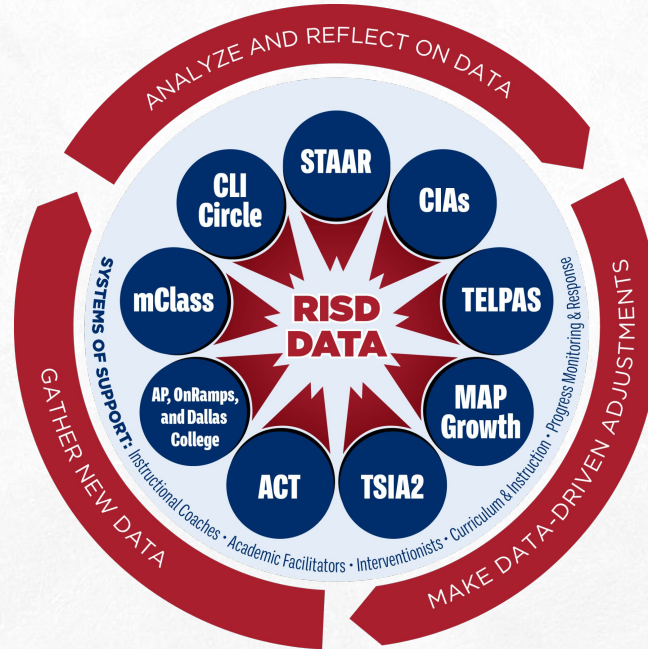 ANALYZE AND REFLECT ON DATA
MAKE DATA-DRIVEN ADJUSTMENTS
GATHER NEW DATA
STAAR
CIAs
TELPAS
MAP
Growth
TSIA2
ACT
AP, OnRamps,
and Dallas
College
mClass
CLI
Circle
RISD
DATA
SYSTEMS OF SUPPORT: Instructional Coaches • Academic Facilitators • Interventionists • Curriculum & Instruction • Progress Monitoring & Response